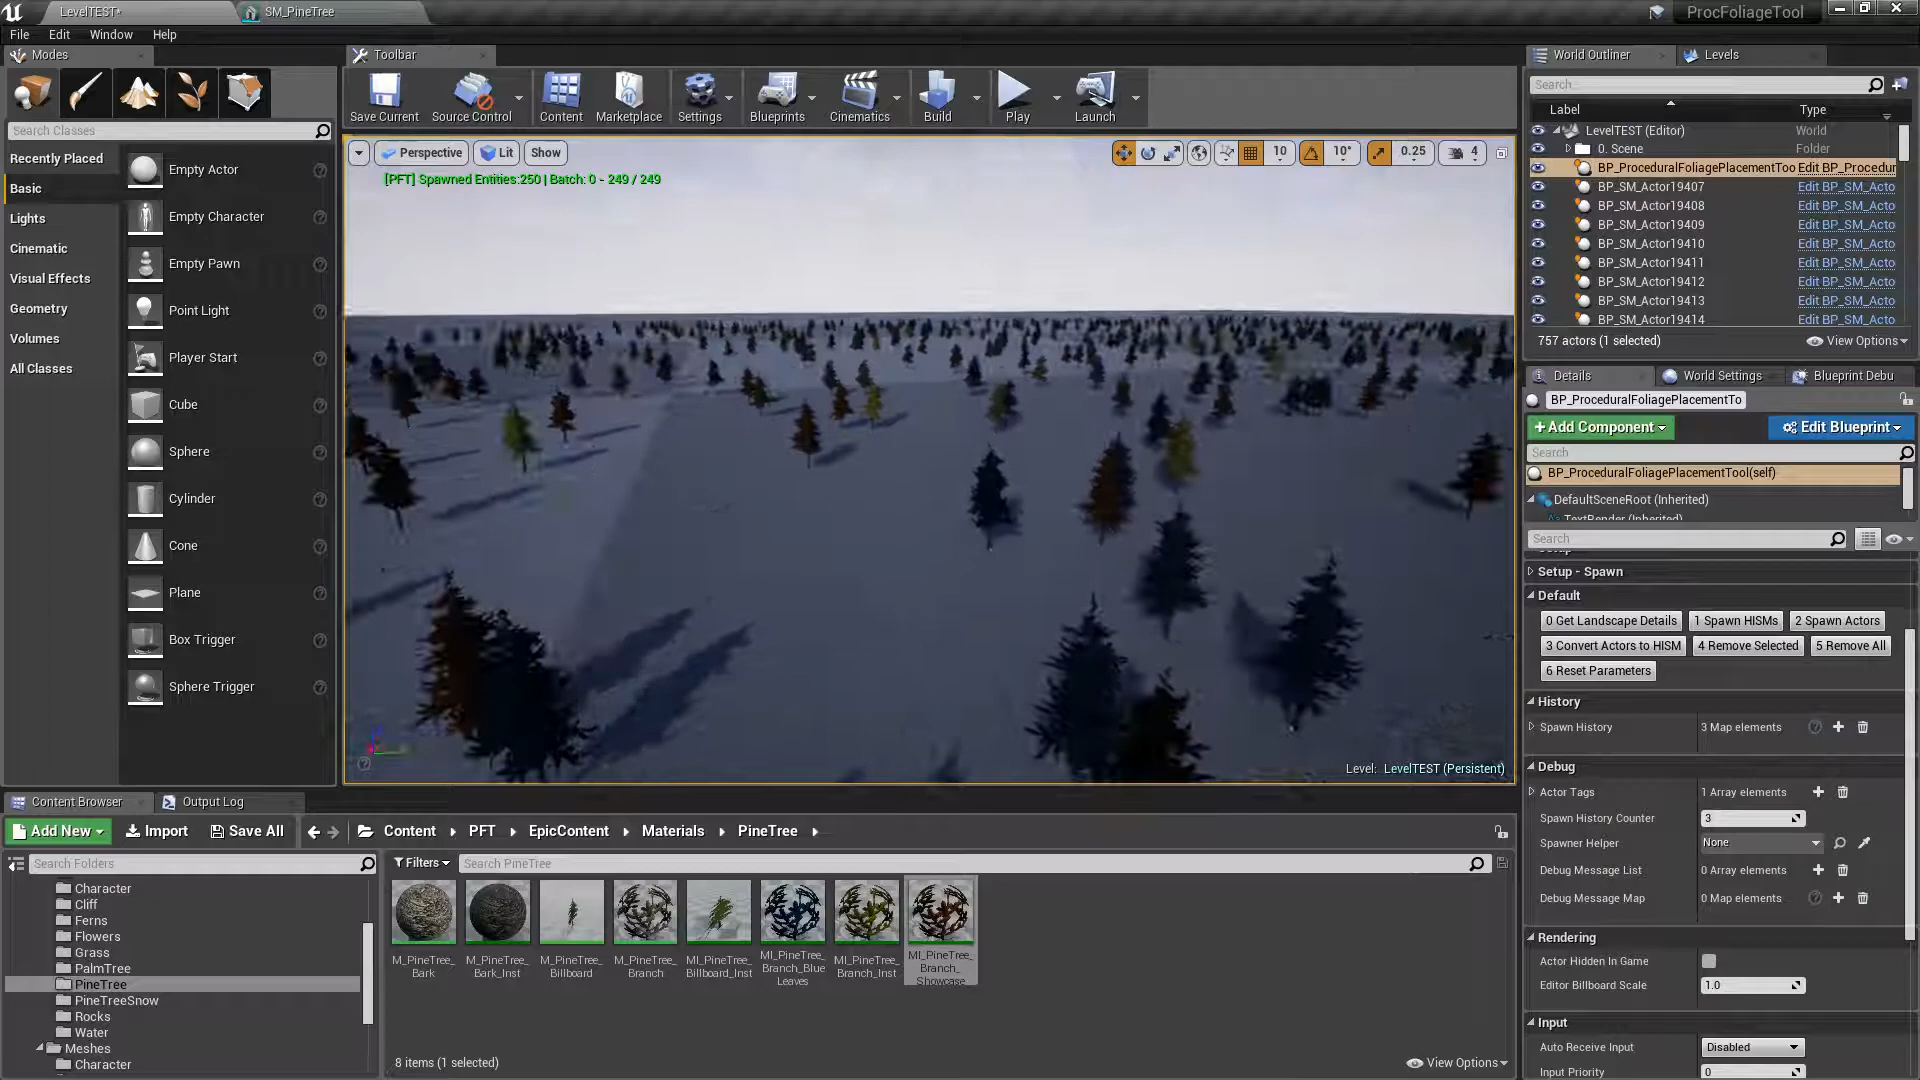 LevelTEST*
SM_PineTree
ProcFoliageTool
File Edit Window Help
Modes
Search Classes
Recently Placed
Basic
Lights
Cinematic
Visual Effects
Geometry
Volumes
All Classes
Empty Actor
Empty Character
Empty Pawn
Point Light
Player Start
Cube
Sphere
Cylinder
Cone
Plane
Box Trigger
Sphere Trigger
Toolbar
Save Current
Source Control
Content
Marketplace
Settings
Blueprints
Cinematics
Build
Play
Launch
Perspective
Lit
Show
10
10°
0.25
4
[PFT] Spawned Entities:250 | Batch: 0 - 249 / 249
Level: LevelTEST (Persistent)
World Outliner
Levels
Search
Label Type
LevelTEST (Editor) World
0. Scene Folder
BP_ProceduralFoliagePlacementToo Edit BP_Procedur
BP_SM_Actor19407 Edit BP_SM_Acto
BP_SM_Actor19408 Edit BP_SM_Acto
BP_SM_Actor19409 Edit BP_SM_Acto
BP_SM_Actor19410 Edit BP_SM_Acto
BP_SM_Actor19411 Edit BP_SM_Acto
BP_SM_Actor19412 Edit BP_SM_Acto
BP_SM_Actor19413 Edit BP_SM_Acto
BP_SM_Actor19414 Edit BP_SM_Acto
757 actors (1 selected)
View Options
Details
World Settings
Blueprint Debu
BP_ProceduralFoliagePlacementTo
+Add Component
Edit Blueprint
Search
BP_ProceduralFoliagePlacementTool(self)
DefaultSceneRoot (Inherited)
TextRender (Inherited)
Search
Setup
Setup - Spawn
Default
0 Get Landscape Details
1 Spawn HISMs
2 Spawn Actors
3 Convert Actors to HISM
4 Remove Selected
5 Remove All
6 Reset Parameters
History
Spawn History 3 Map elements
Debug
Actor Tags 1 Array elements
Spawn History Counter 3
Spawner Helper None
Debug Message List 0 Array elements
Debug Message Map 0 Map elements
Rendering
Actor Hidden In Game
Editor Billboard Scale 1.0
Input
Auto Receive Input Disabled
Input Priority 0
Content Browser
Output Log
Add New
Import
Save All
Content
PFT
EpicContent
Materials
PineTree
Search Folders
Filters
Search PineTree
Character
Cliff
Ferns
Flowers
Grass
PalmTree
PineTree
PineTreeSnow
Rocks
Water
Meshes
Character
M_PineTree_
Bark
M_PineTree_
Bark_Inst
M_PineTree_
Billboard
M_PineTree_
Branch
MI_PineTree_
Billboard_Inst
MI_PineTree_
Branch_Blue
Leaves
MI_PineTree_
Branch_Inst
MI_PineTree_
Branch_
Showcase
8 items (1 selected)
View Options